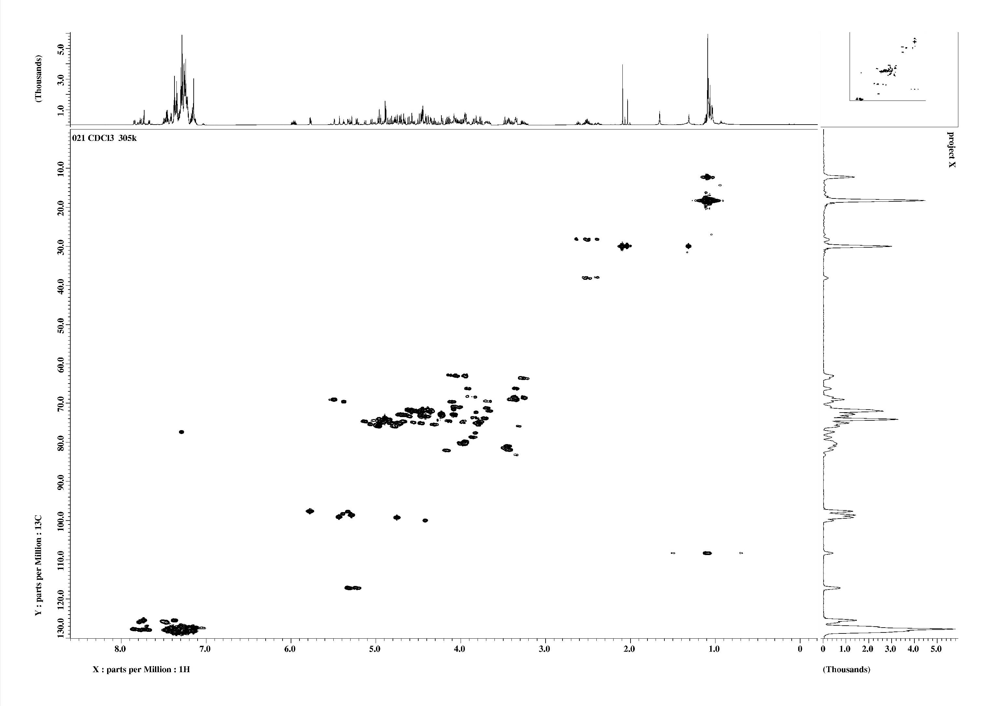 (Thousands)
5.0
3.0
1.0
021 CDCl3 305k
project X
10.0
20.0
30.0
40.0
50.0
60.0
70.0
80.0
90.0
100.0
110.0
120.0
130.0
Y : parts per Million : 13C
8.0 7.0 6.0 5.0 4.0 3.0 2.0 1.0 0
0 1.0 2.0 3.0 4.0 5.0
X : parts per Million : 1H
(Thousands)